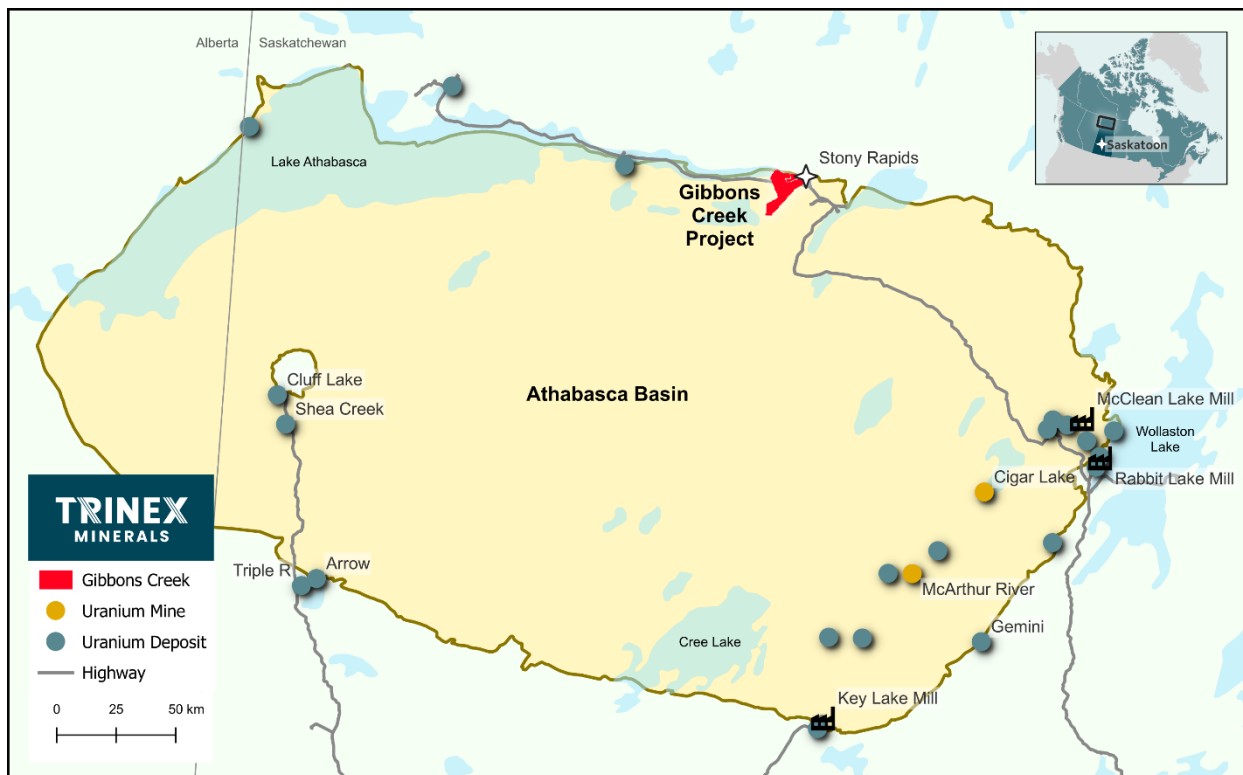 Alberta
Saskatchewan
Saskatoon
Lake Athabasca
Stony Rapids
Gibbons
Creek
Project
Cluff Lake
Shea Creek
Athabasca Basin
McClean Lake Mill
Wollaston
Lake
Cigar Lake
Rabbit Lake Mill
Triple R
Arrow
McArthur River
Gemini
Cree Lake
Key Lake Mill
TRINEX
MINERALS
Gibbons Creek
Uranium Mine
Uranium Deposit
Highway
0 25 50 km